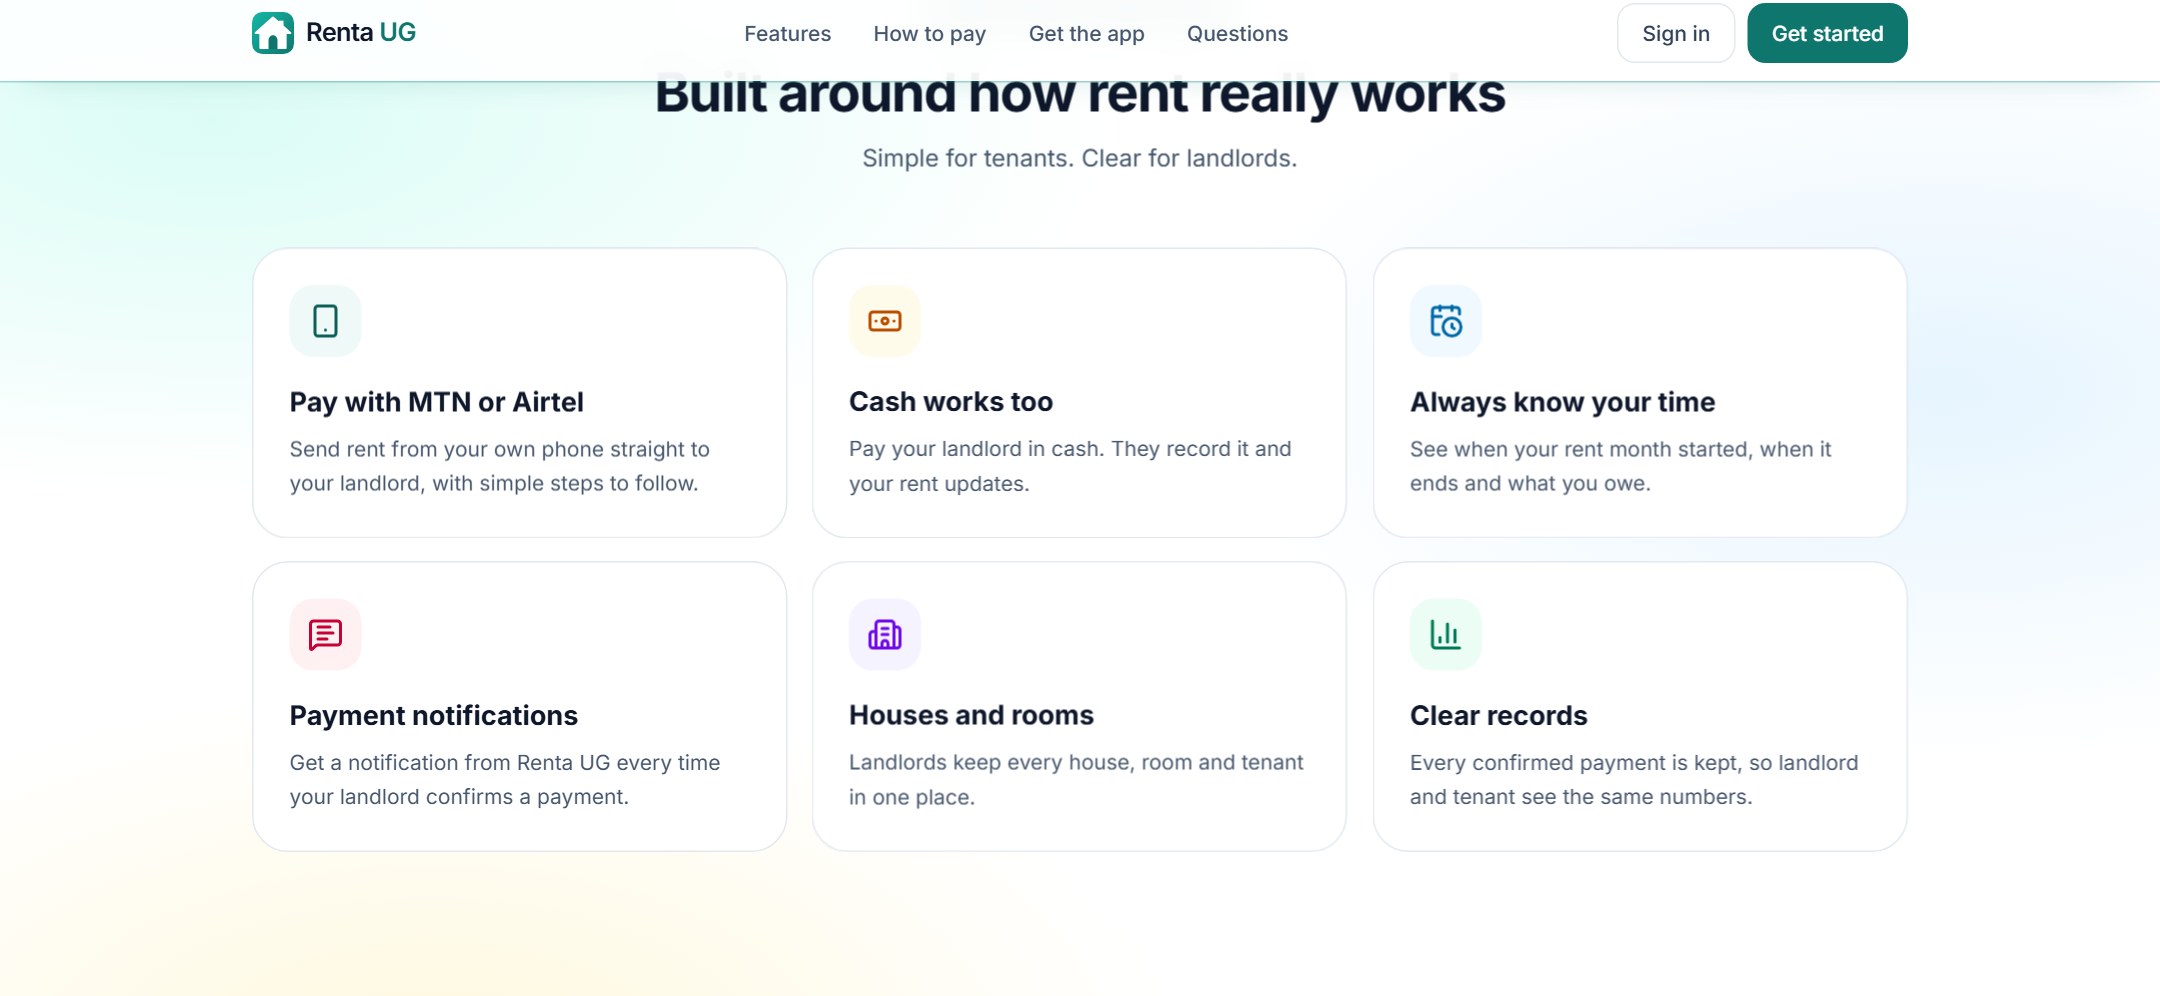 Renta UG
Features
How to pay
Get the app
Questions
Sign in
Get started
Built around how rent really works
Simple for tenants. Clear for landlords.
Pay with MTN or Airtel
Send rent from your own phone straight to
your landlord, with simple steps to follow.
Cash works too
Pay your landlord in cash. They record it and
your rent updates.
Always know your time
See when your rent month started, when it
ends and what you owe.
Payment notifications
Get a notification from Renta UG every time
your landlord confirms a payment.
Houses and rooms
Landlords keep every house, room and tenant
in one place.
Clear records
Every confirmed payment is kept, so landlord
and tenant see the same numbers.